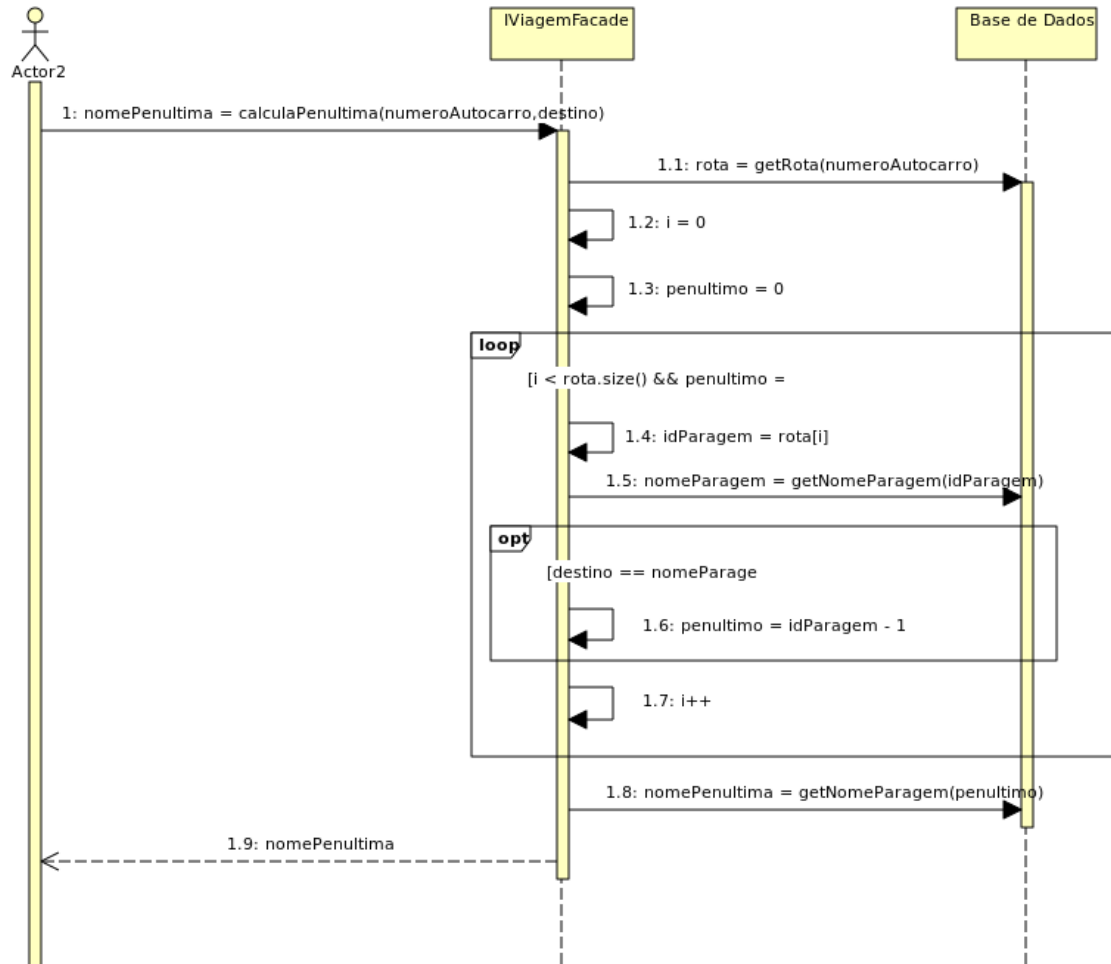 IViagemFacade
Base de Dados
Actor2
1: nomePenultima = calculaPenultima(numeroAutocarro,destino)
1.1: rota = getRota(numeroAutocarro)
1.2: i = 0
1.3: penultimo = 0
loop
[i < rota.size() && penultimo =
1.4: idParagem = rota[i]
1.5: nomeParagem = getNomeParagem(idParagem)
opt
[destino == nomeParage
1.6: penultimo = idParagem - 1
1.7: i++
1.8: nomePenultima = getNomeParagem(penultimo)
1.9: nomePenultima